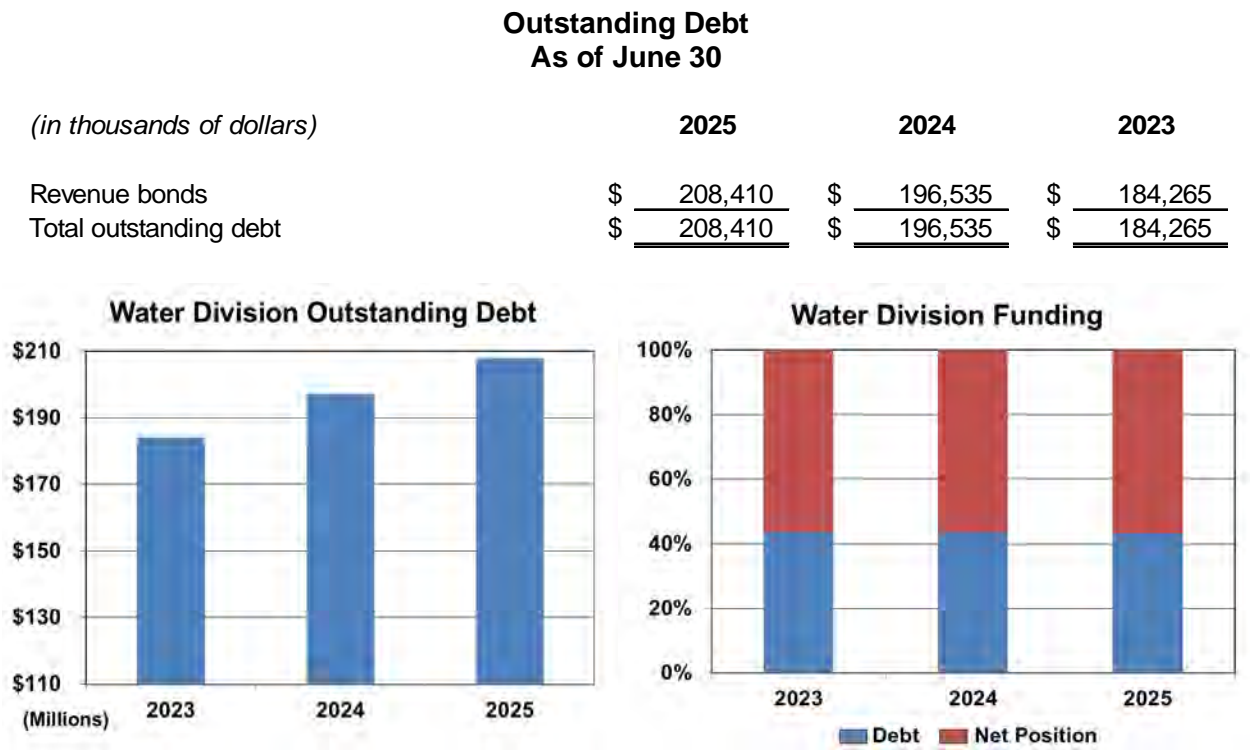 Outstanding Debt
As of June 30
(in thousands of dollars) 2025 2024 2023
Revenue bonds $ 208,410 $ 196,535 $ 184,265
Total outstanding debt $ 208,410 $ 196,535 $ 184,265
Water Division Outstanding Debt
$210
$190
$170
$150
$130
$110
(Millions) 2023 2024 2025
Water Division Funding
100%
80%
60%
40%
20%
0%
2023 2024 2025
Debt Net Position